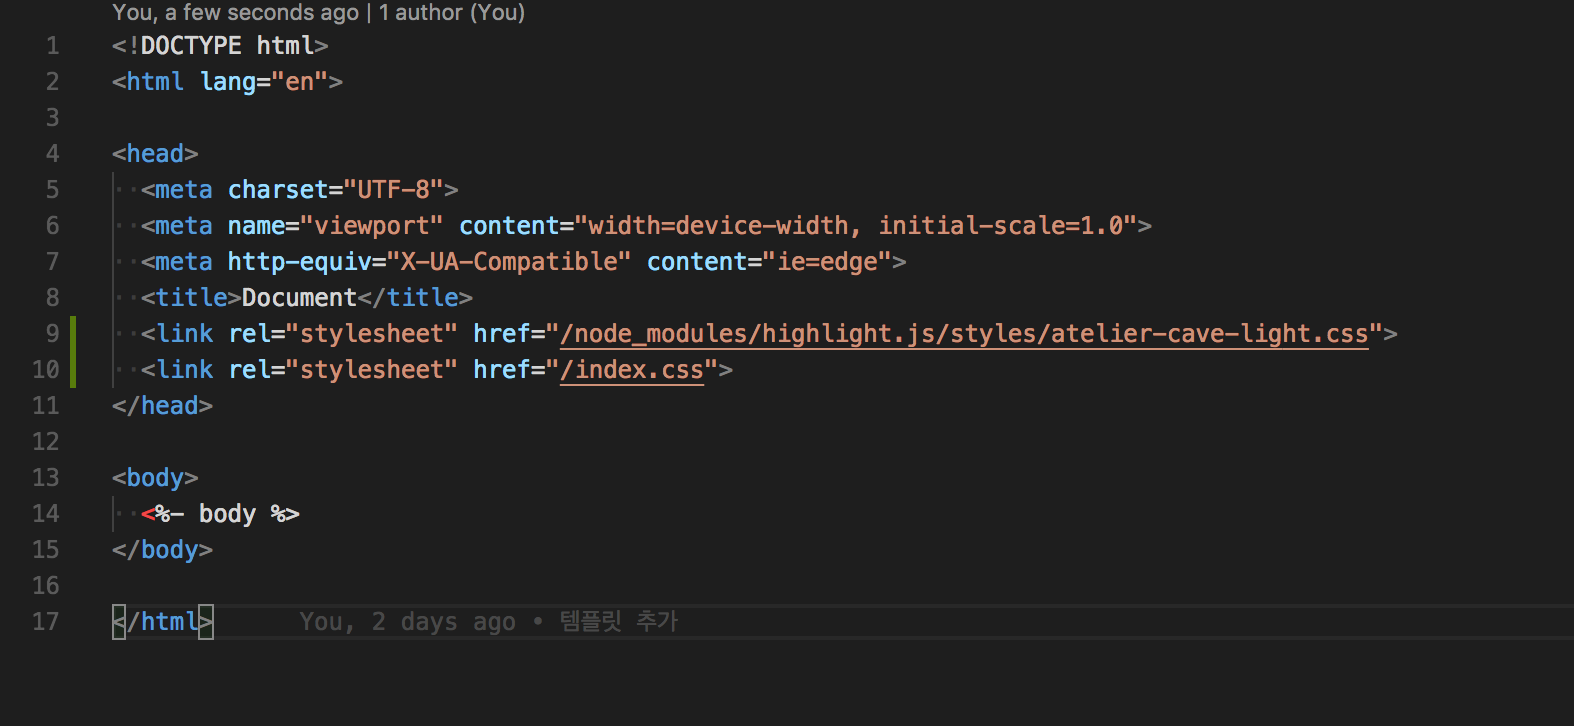 You, a few seconds ago | 1 author (You)
1 <!DOCTYPE html>
2 <html lang="en">
3
4 <head>
5 <meta charset="UTF-8">
6 <meta name="viewport" content="width=device-width, initial-scale=1.0">
7 <meta http-equiv="X-UA-Compatible" content="ie=edge">
8 <title>Document</title>
9 <link rel="stylesheet" href="/node_modules/highlight.js/styles/atelier-cave-light.css">
10 <link rel="stylesheet" href="/index.css">
11 </head>
12
13 <body>
14 <%- body %>
15 </body>
16
17 </html> You, 2 days ago • 템플릿 추가